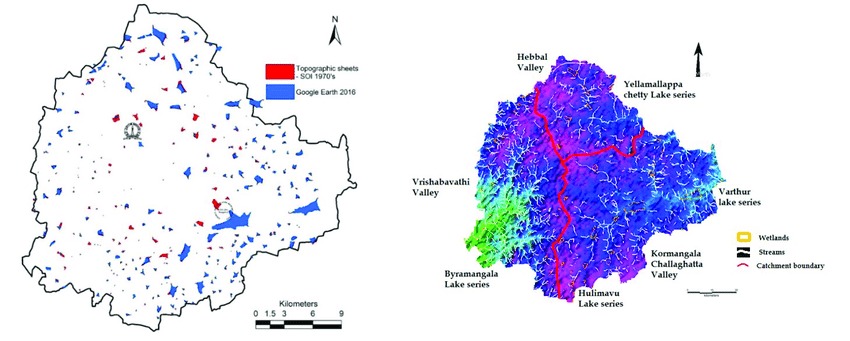 N
Topographic sheets
- SOI 1970's
Google Earth 2016
Kilometers
0 1.5 3 6 9
Hebbal
Valley
Yellamallappa
chetty Lake series
Vrishabavathi
Valley
Varthur
lake series
Wetlands
Streams
Catchment boundary
Kormangala
Challaghatta
Valley
Byramangala
Lake series
Hulimavu
Lake series